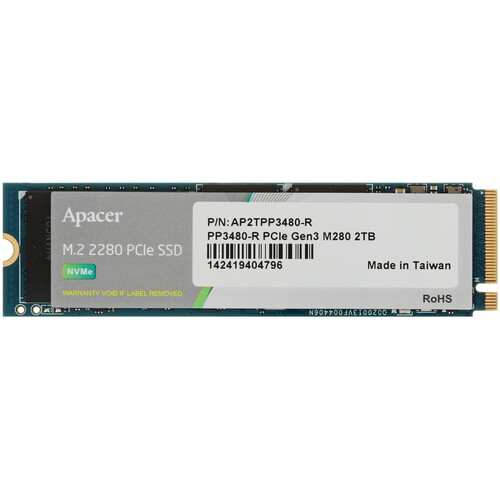 Apacer
M.2 2280 PCIe SSD
NVMe
WARRANTY VOID IF LABEL REMOVED
P/N: AP2TPP3480-R
PP3480-R PCIe Gen3 M280 2TB
142419404796
Made in Taiwan
RoHS